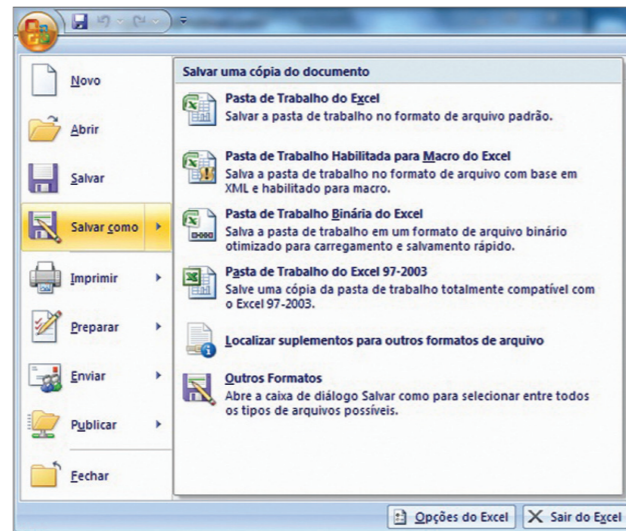 Novo
Abrir
Salvar
Salvar como
Imprimir
Preparar
Enviar
Publicar
Fechar
Salvar uma cópia do documento
Pasta de Trabalho do Excel
Salvar a pasta de trabalho no formato de arquivo padrão.
Pasta de Trabalho Habilitada para Macro do Excel
Salva a pasta de trabalho no formato de arquivo com base em
XML e habilitado para macro.
Pasta de Trabalho Binária do Excel
Salva a pasta de trabalho em um formato de arquivo binário
otimizado para carregamento e salvamento rápido.
Pasta de Trabalho do Excel 97-2003
Salve uma cópia da pasta de trabalho totalmente compatível com
o Excel 97-2003.
Localizar suplementos para outros formatos de arquivo
Outros Formatos
Abre a caixa de diálogo Salvar como para selecionar entre todos
os tipos de arquivos possíveis.
Opções do Excel
Sair do Excel